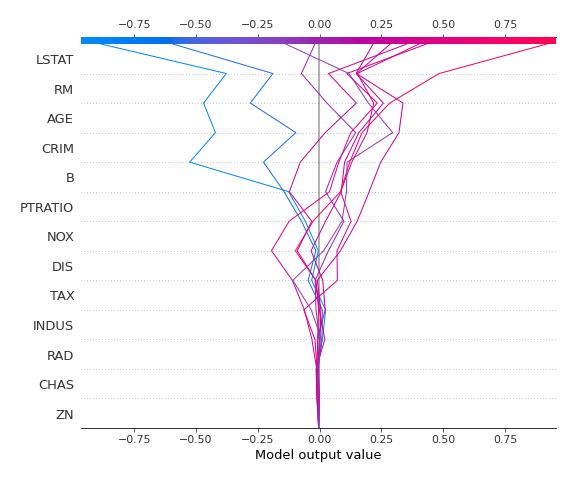 −0.75 −0.50 −0.25 0.00 0.25 0.50 0.75
LSTAT
RM
AGE
CRIM
B
PTRATIO
NOX
DIS
TAX
INDUS
RAD
CHAS
ZN
−0.75 −0.50 −0.25 0.00 0.25 0.50 0.75
Model output value